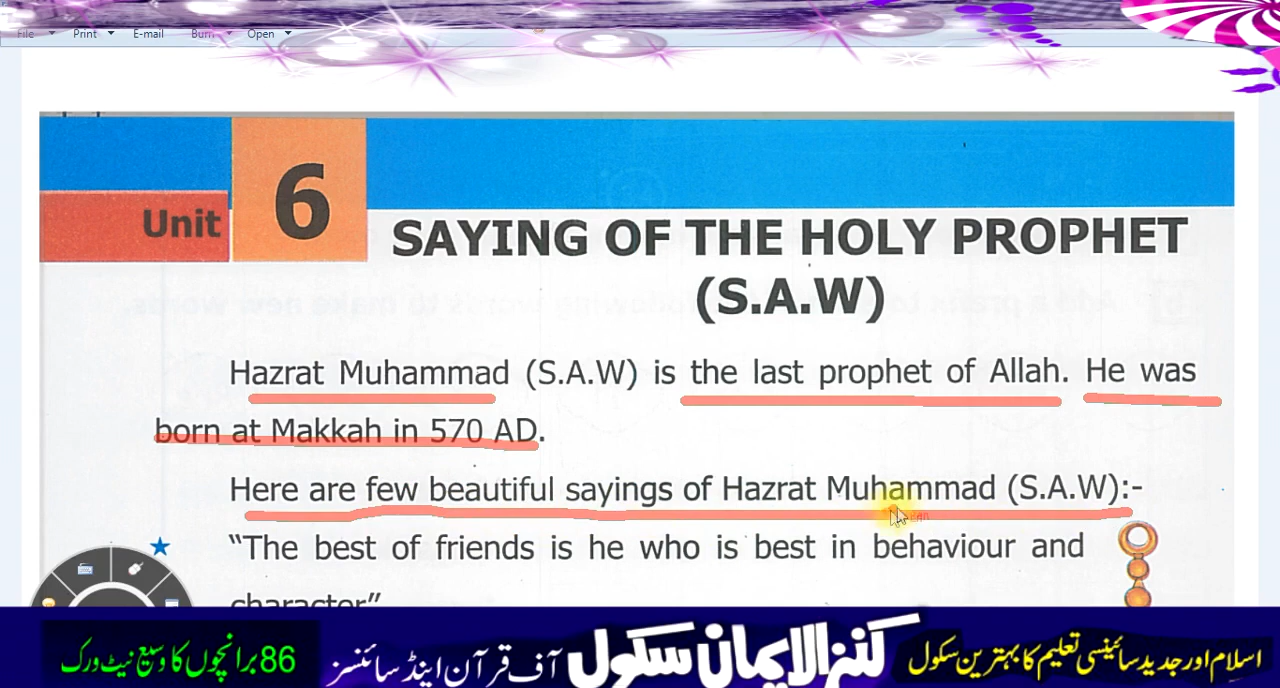 File Print E-mail Burn Open
Unit 6
SAYING OF THE HOLY PROPHET
(S.A.W)
Hazrat Muhammad (S.A.W) is the last prophet of Allah. He was
born at Makkah in 570 AD.
Here are few beautiful sayings of Hazrat Muhammad (S.A.W):-
“The best of friends is he who is best in behaviour and
character”
اسلام اور جدید سائینسی تعلیم کا بہترین سکول کنزالایمان سکول آف قرآن اینڈ سائنسز 86 برانچوں کا وسیع نیٹ ورک